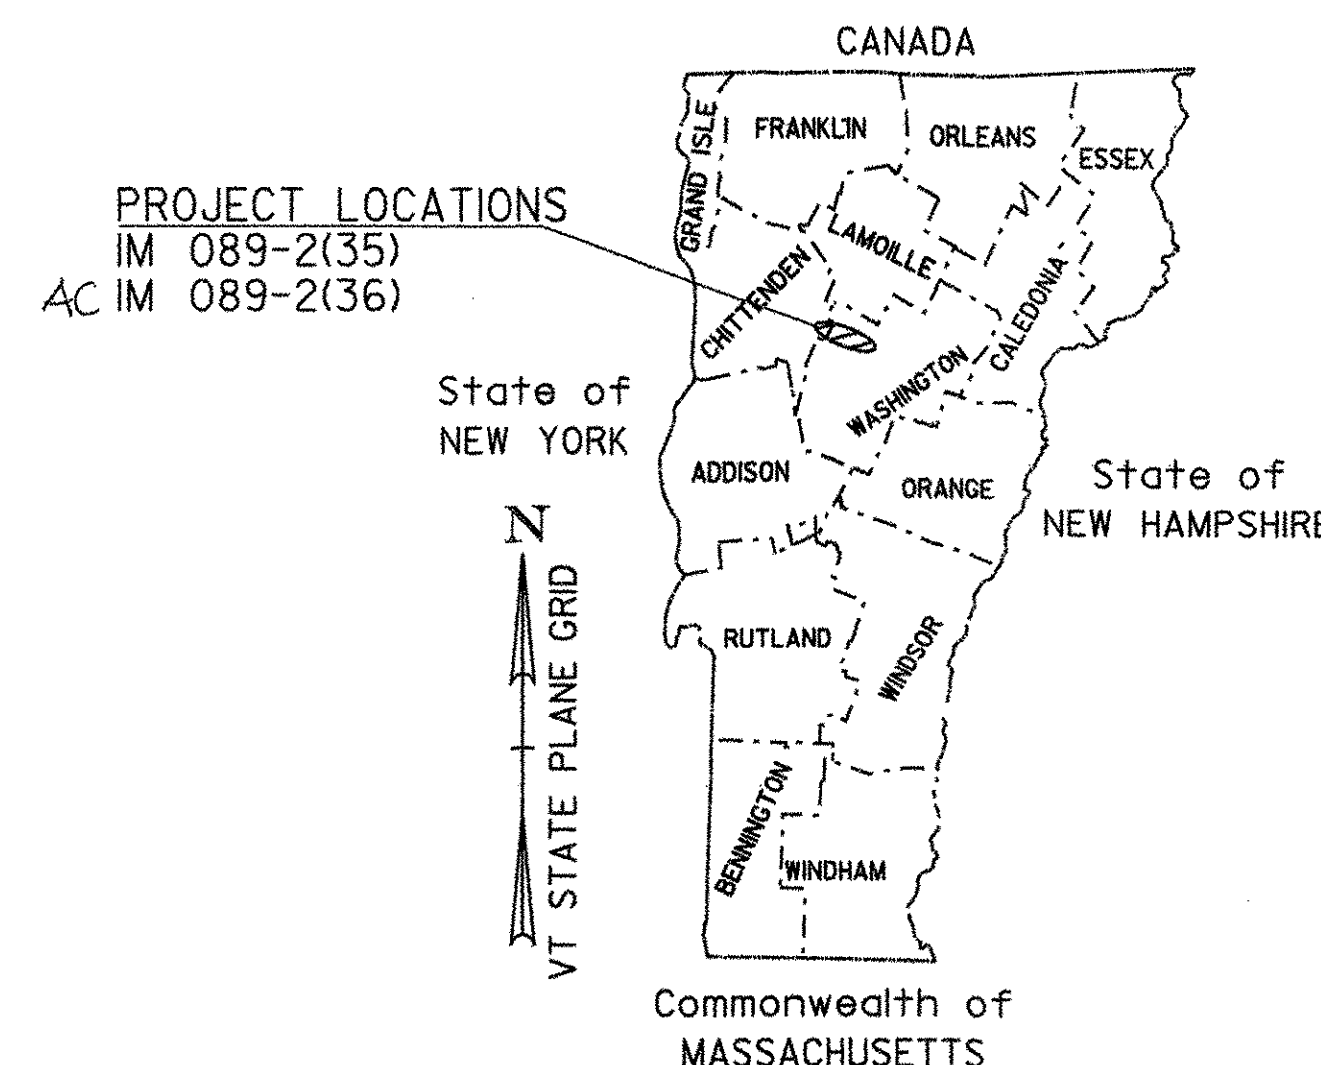 CANADA
GRAND ISLE
FRANKLIN
ORLEANS
ESSEX
PROJECT LOCATIONS
IM 089-2(35)
AC IM 089-2(36)
LAMOILLE
CHITTENDEN
CALEDONIA
WASHINGTON
State of
NEW YORK
ADDISON
ORANGE
State of
NEW HAMPSHIRE
N
VT STATE PLANE GRID
RUTLAND
WINDSOR
BENNINGTON
WINDHAM
Commonwealth of
MASSACHUSETTS